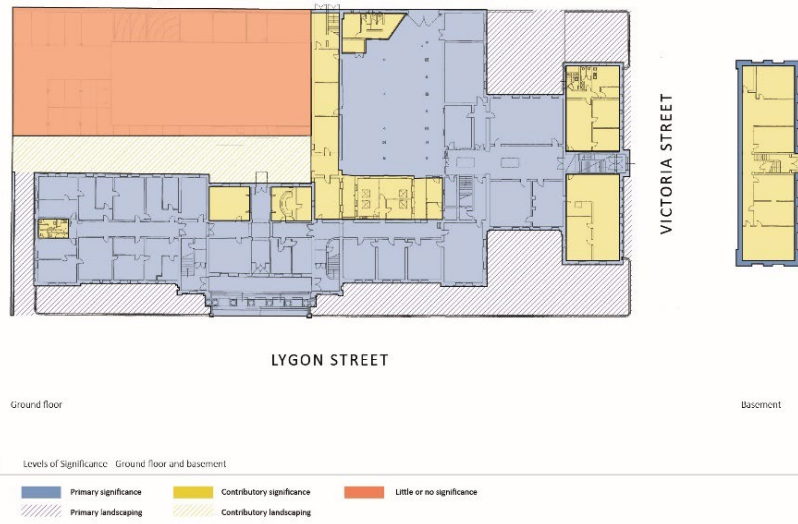 VICTORIA STREET
LYGON STREET
Ground floor
Basement
Levels of Significance Ground floor and basement
Primary significance
Contributory significance
Little or no significance
Primary landscaping
Contributory landscaping